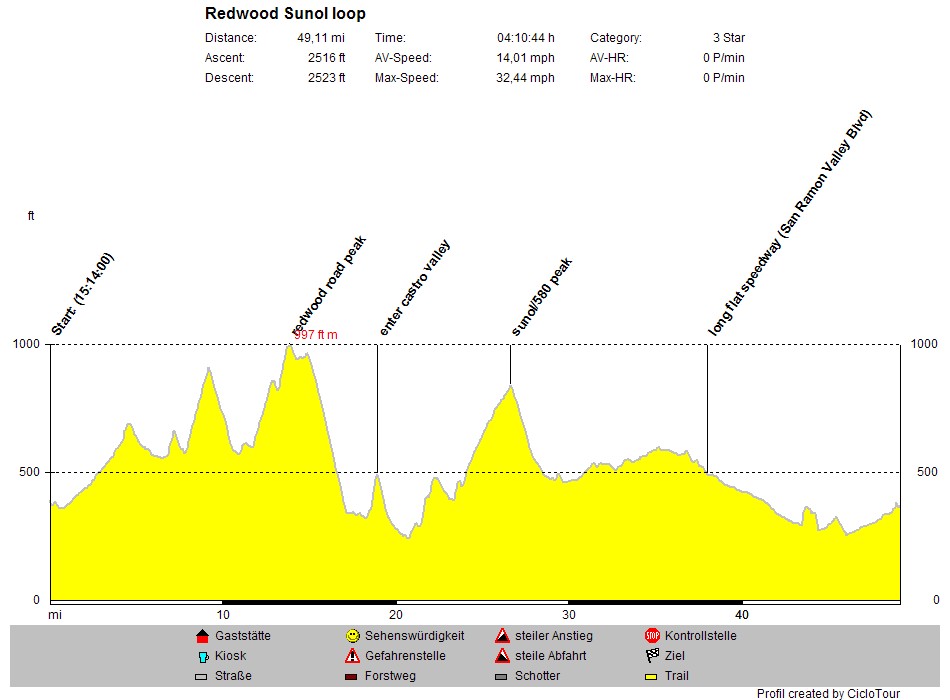 Redwood Sunol loop
Distance: 49,11 mi Time: 04:10:44 h Category: 3 Star
Ascent: 2516 ft AV-Speed: 14,01 mph AV-HR: 0 P/min
Descent: 2523 ft Max-Speed: 32,44 mph Max-HR: 0 P/min
ft
Start: (15:14:00)
redwood road peak
enter castro valley
sunol/580 peak
long flat speedway (San Ramon Valley Blvd)
997 ft m
1000 1000
500 500
0 0
mi 10 20 30 40
Gaststätte Sehenswürdigkeit steiler Anstieg STOP Kontrollstelle
Kiosk Gefahrenstelle steile Abfahrt Ziel
Straße Forstweg Schotter Trail
Profil created by CicloTour